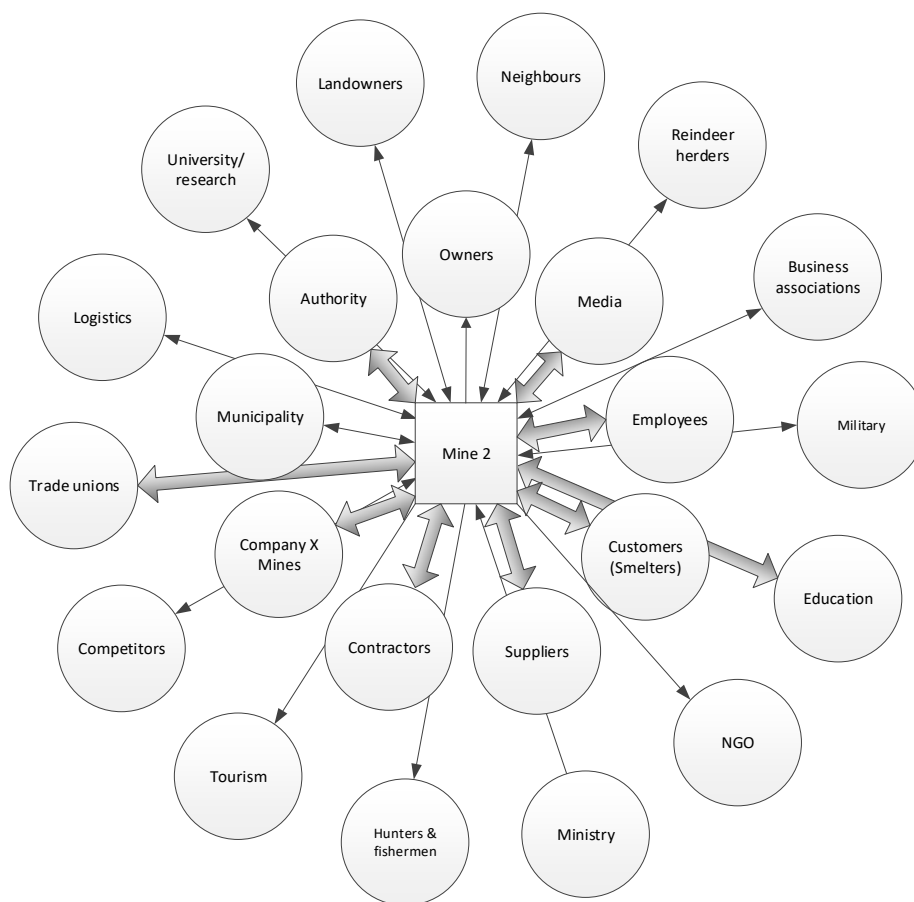 Landowners
Neighbours
University/
research
Reindeer
herders
Owners
Authority
Media
Business
associations
Logistics
Municipality
Employees
Military
Mine 2
Trade unions
Company X
Mines
Customers
(Smelters)
Education
Competitors
Contractors
Suppliers
NGO
Tourism
Hunters &
fishermen
Ministry